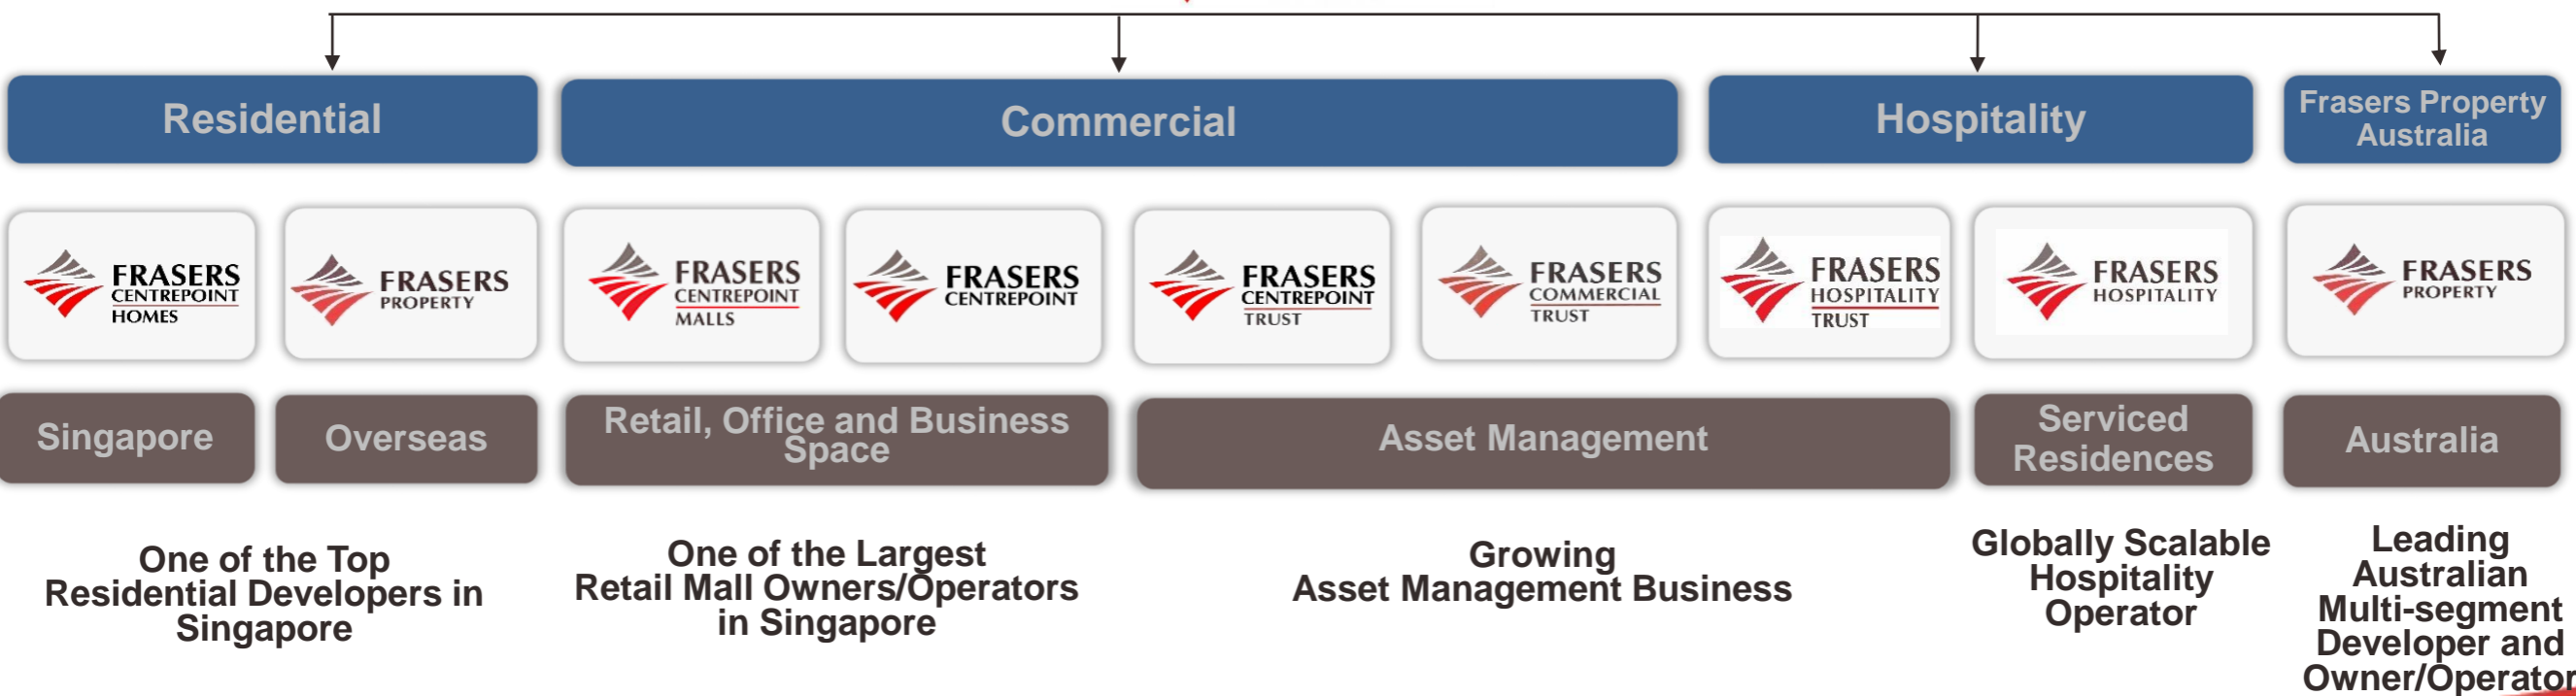 Residential
Commercial
Hospitality
Frasers Property
Australia
FRASERS
CENTREPOINT
HOMES
FRASERS
PROPERTY
FRASERS
CENTREPOINT
MALLS
FRASERS
CENTREPOINT
FRASERS
CENTREPOINT
TRUST
FRASERS
COMMERCIAL
TRUST
FRASERS
HOSPITALITY
TRUST
FRASERS
HOSPITALITY
FRASERS
PROPERTY
Singapore
Overseas
Retail, Office and Business
Space
Asset Management
Serviced
Residences
Australia
One of the Top
Residential Developers in
Singapore
One of the Largest
Retail Mall Owners/Operators
in Singapore
Growing
Asset Management Business
Globally Scalable
Hospitality
Operator
Leading
Australian
Multi-segment
Developer and
Owner/Operator